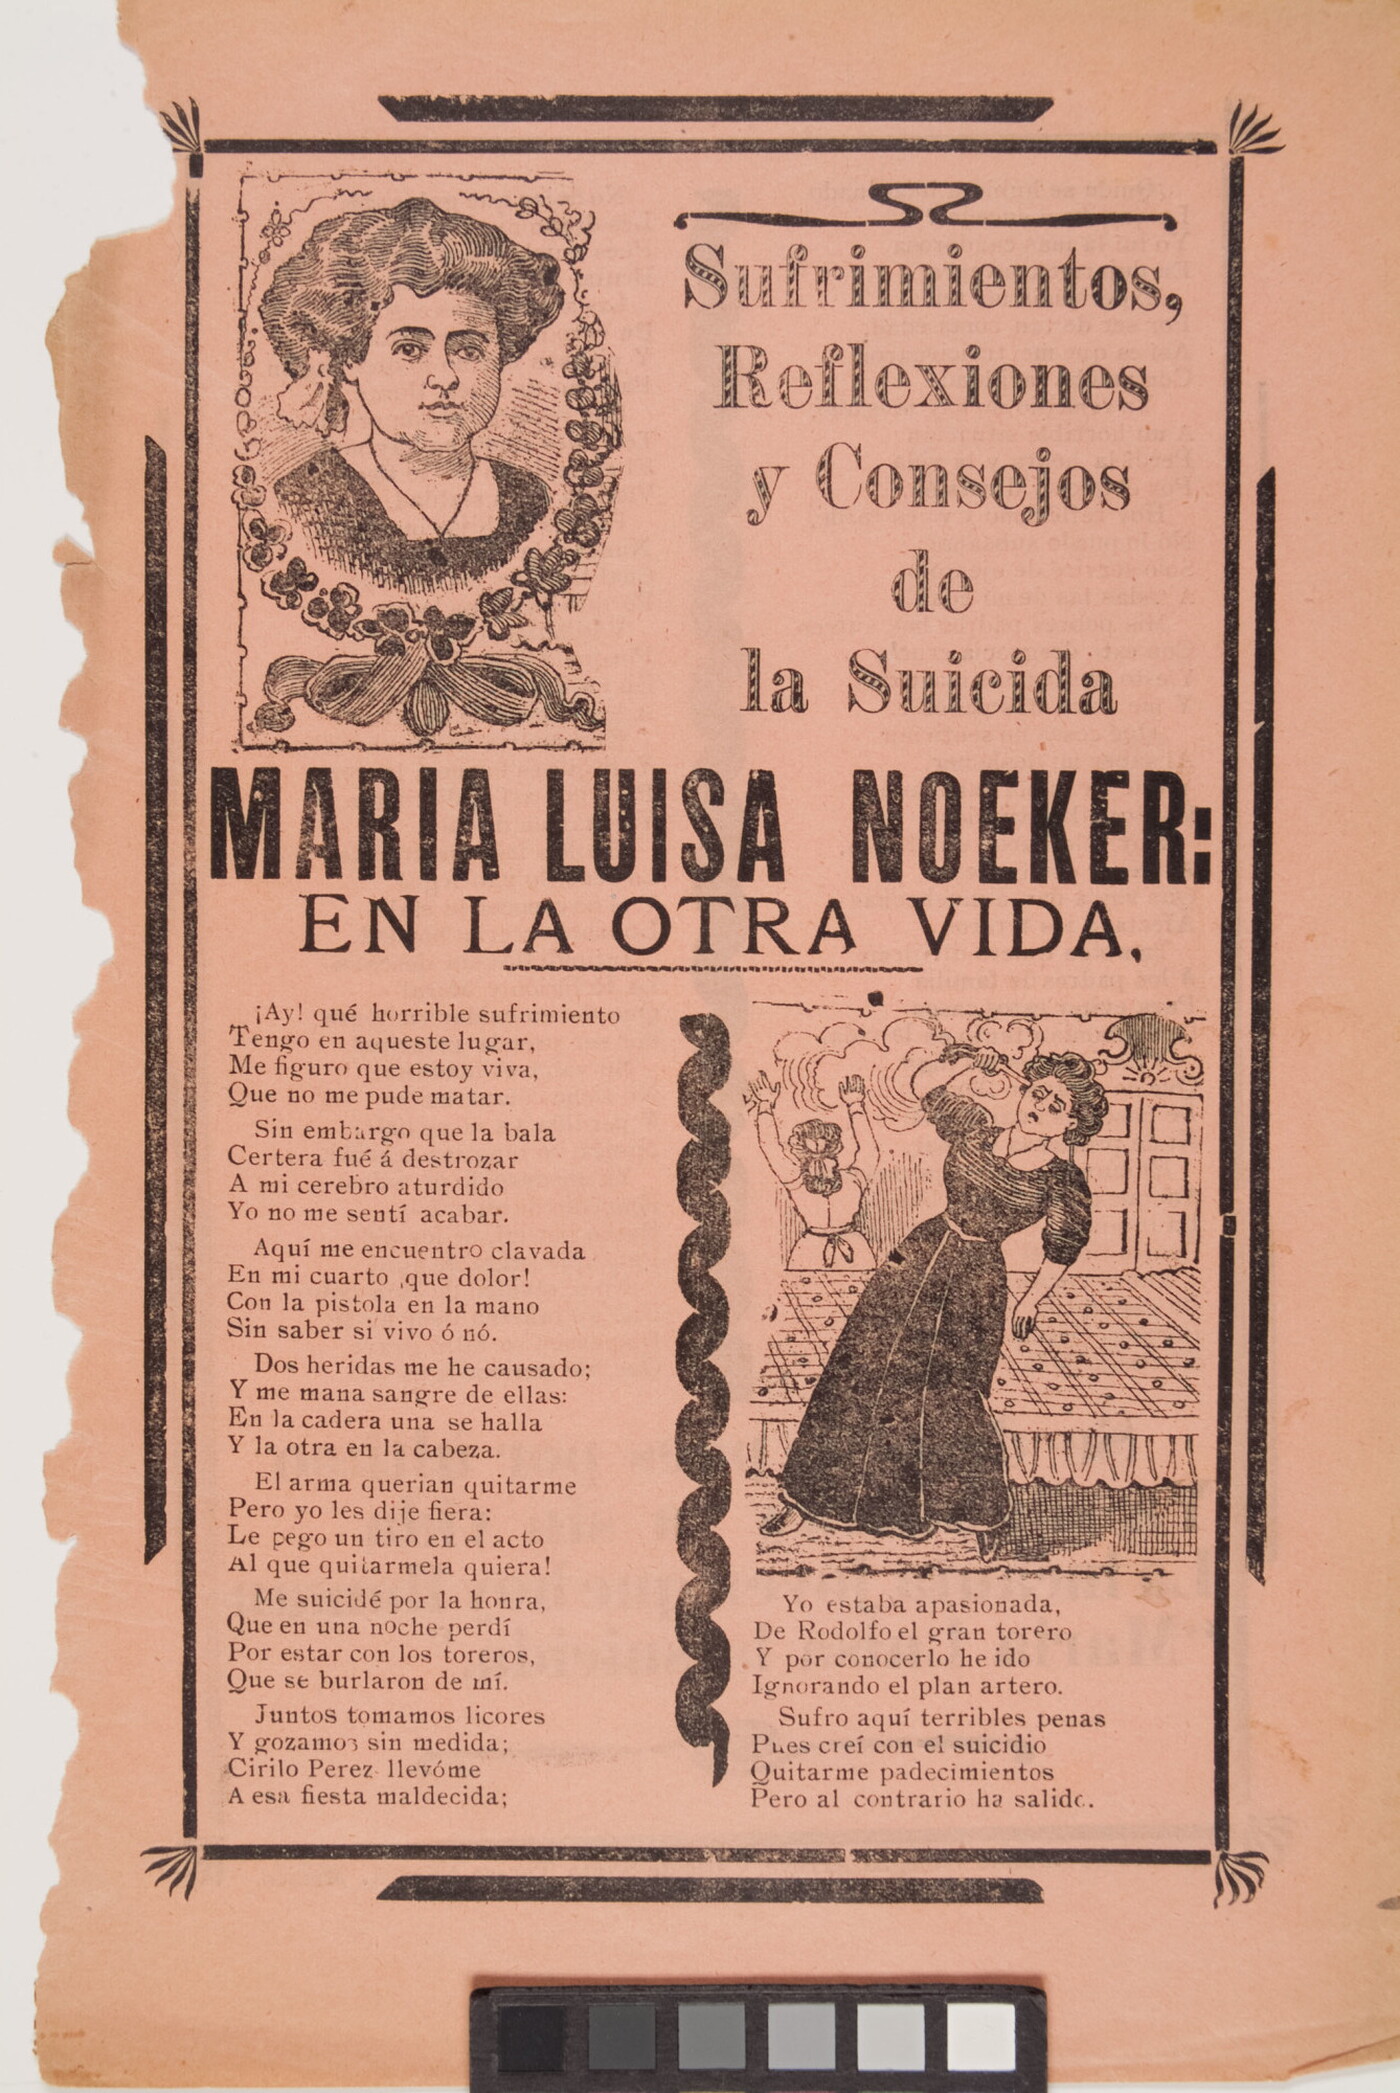 Sufrimientos,
Reflexiones
y Consejos
de
la Suicida
MARIA LUISA NOEKER:
EN LA OTRA VIDA.
¡Ay! qué horrible sufrimiento
Tengo en aqueste lugar,
Me figuro que estoy viva,
Que no me pude matar.
Sin embargo que la bala
Certera fué á destrozar
A mi cerebro aturdido
Yo no me sentí acabar.
Aquí me encuentro clavada
En mi cuarto ¡que dolor!
Con la pistola en la mano
Sin saber si vivo ó nó.
Dos heridas me he causado;
Y me mana sangre de ellas:
En la cadera una se halla
Y la otra en la cabeza.
El arma querian quitarme
Pero yo les dije fiera:
Le pego un tiro en el acto
Al que quitarmela quiera!
Me suicidé por la honra,
Que en una noche perdí
Por estar con los toreros,
Que se burlaron de mí.
Juntos tomamos licores
Y gozamos sin medida;
Cirilo Perez llevóme
A esa fiesta maldecida;
Yo estaba apasionada,
De Rodolfo el gran torero
Y por conocerlo he ido
Ignorando el plan artero.
Sufro aquí terribles penas
Pues creí con el suicidio
Quitarme padecimientos
Pero al contrario ha salido.